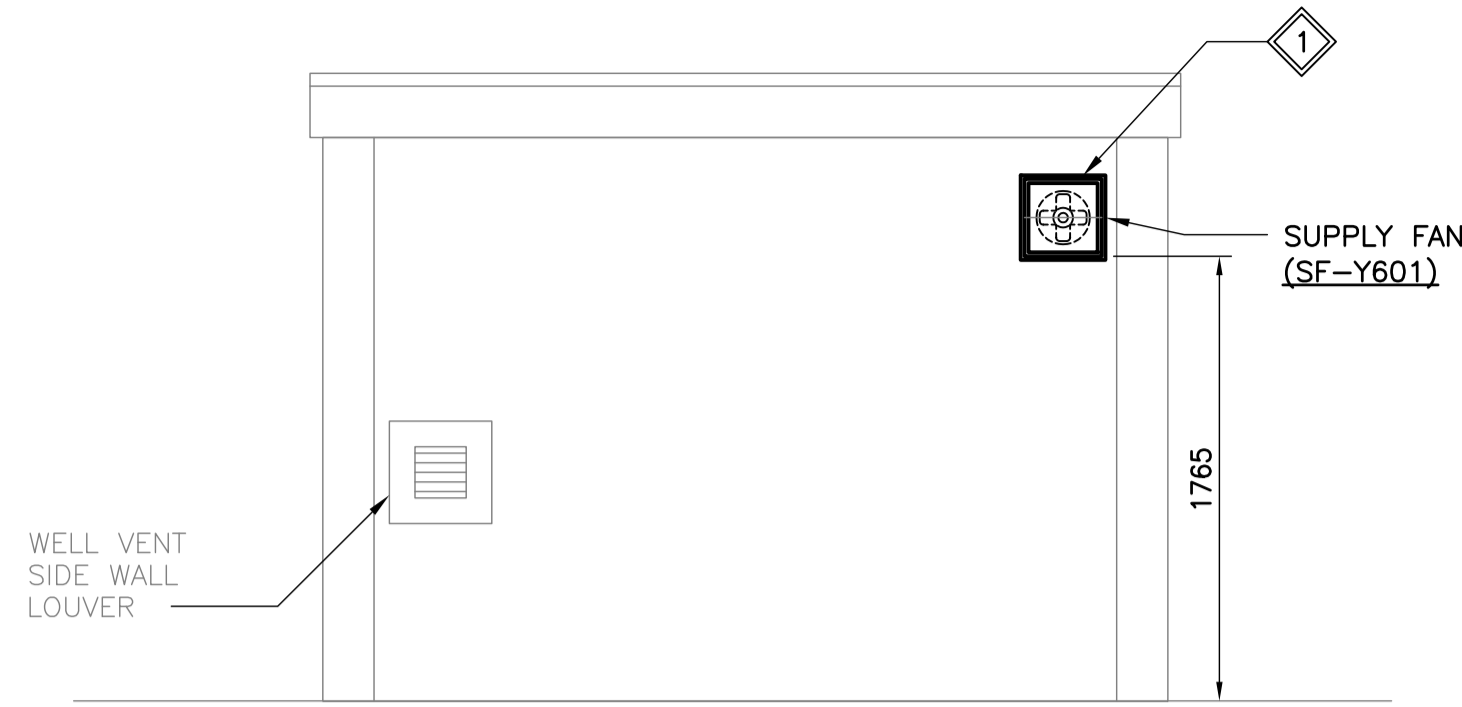 1
SUPPLY FAN
(SF-Y601)
1765
WELL VENT
SIDE WALL
LOUVER